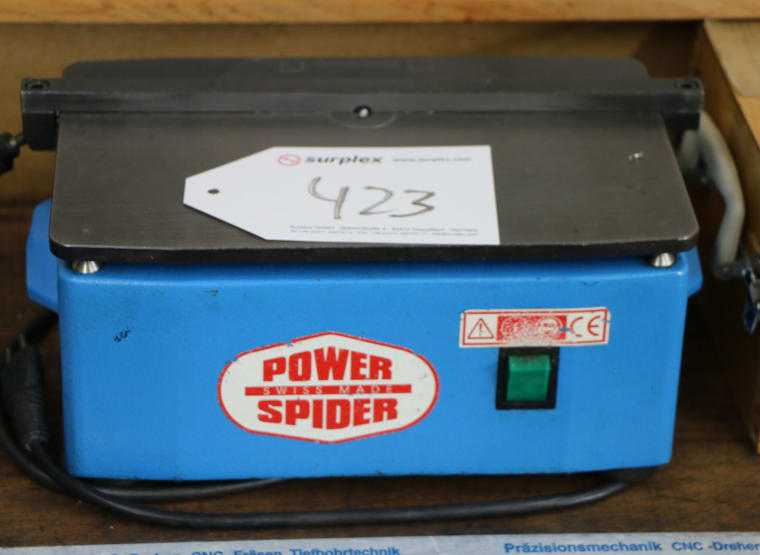 surplex www.surplex.com
423
POWER
SWISS MADE
SPIDER
CE
CNC Fräsen Tiefbohrtechnik
Präzisionsmechanik CNC-Dreher